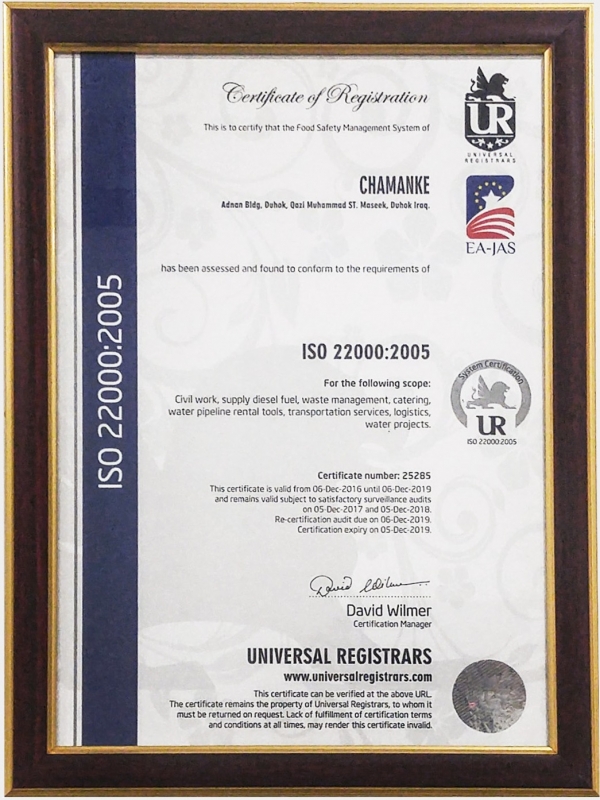 Certificate of Registration
This is to certify that the Food Safety Management System of
CHAMANKE
Adnan Bldg, Duhok, Qazi Muhammad ST. Maseek, Duhok Iraq.
has been assessed and found to conform to the requirements of
ISO 22000:2005
For the following scope:
Civil work, supply diesel fuel, waste management, catering,
water pipeline rental tools, transportation services, logistics,
water projects.
Certificate number: 25285
This certificate is valid from 06-Dec-2016 until 06-Dec-2019
and remains valid subject to satisfactory surveillance audits
on 05-Dec-2017 and 05-Dec-2018.
Re-certification audit due on 06-Dec-2019.
Certification expiry on 05-Dec-2019.
David Wilmer
David Wilmer
Certification Manager
UNIVERSAL REGISTRARS
www.universalregistrars.com
This certificate can be verified at the above URL.
The certificate remains the property of Universal Registrars, to whom it
must be returned on request. Lack of fulfillment of certification terms
and conditions at all times, may render this certificate invalid.
ISO 22000:2005
UR
UNIVERSAL
REGISTRARS
EA-JAS
System Certification
UR
ISO 22000:2005